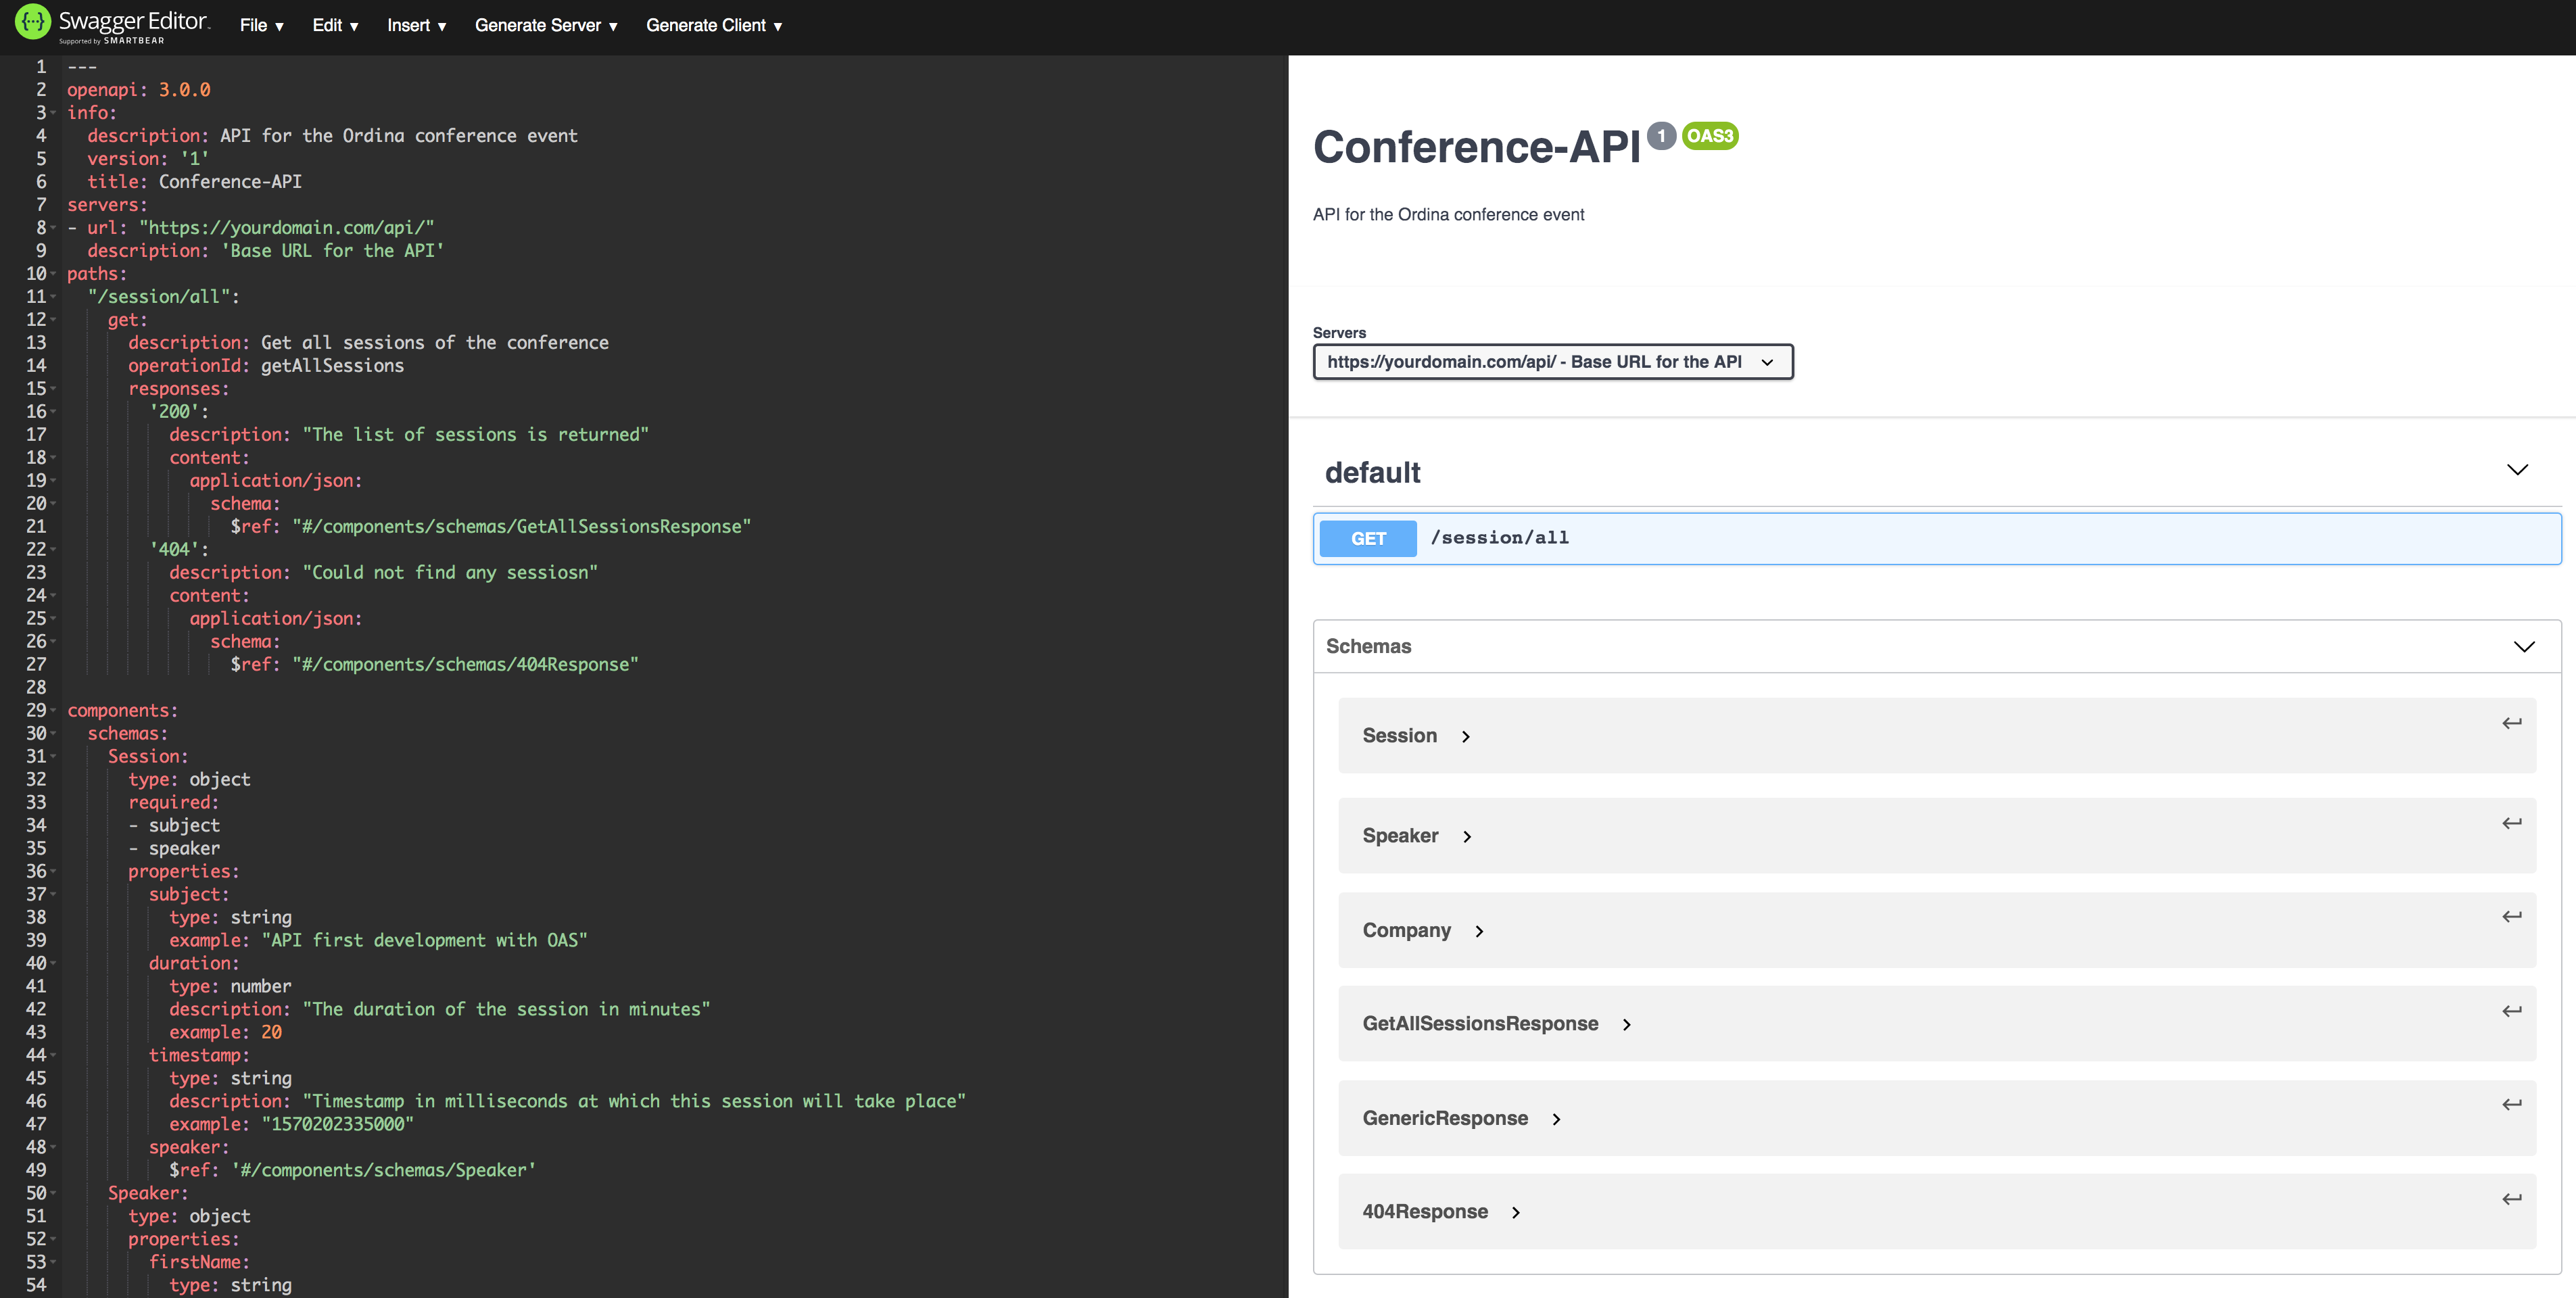 Swagger Editor.
Supported by SMARTBEAR
File ▼ Edit ▼ Insert ▼ Generate Server ▼ Generate Client ▼
1 ---
2 openapi: 3.0.0
3 info:
4   description: API for the Ordina conference event
5   version: '1'
6   title: Conference-API
7 servers:
8 - url: "https://yourdomain.com/api/"
9   description: 'Base URL for the API'
10 paths:
11   "/session/all":
12     get:
13       description: Get all sessions of the conference
14       operationId: getAllSessions
15       responses:
16         '200':
17           description: "The list of sessions is returned"
18           content:
19             application/json:
20               schema:
21                 $ref: "#/components/schemas/GetAllSessionsResponse"
22         '404':
23           description: "Could not find any sessiosn"
24           content:
25             application/json:
26               schema:
27                 $ref: "#/components/schemas/404Response"
28
29 components:
30   schemas:
31     Session:
32       type: object
33       required:
34       - subject
35       - speaker
36       properties:
37         subject:
38           type: string
39           example: "API first development with OAS"
40         duration:
41           type: number
42           description: "The duration of the session in minutes"
43           example: 20
44         timestamp:
45           type: string
46           description: "Timestamp in milliseconds at which this session will take place"
47           example: "1570202335000"
48         speaker:
49           $ref: '#/components/schemas/Speaker'
50     Speaker:
51       type: object
52       properties:
53         firstName:
54           type: string
Conference-API 1 OAS3
API for the Ordina conference event
Servers
https://yourdomain.com/api/ - Base URL for the API
default
GET /session/all
Schemas
Session
Speaker
Company
GetAllSessionsResponse
GenericResponse
404Response